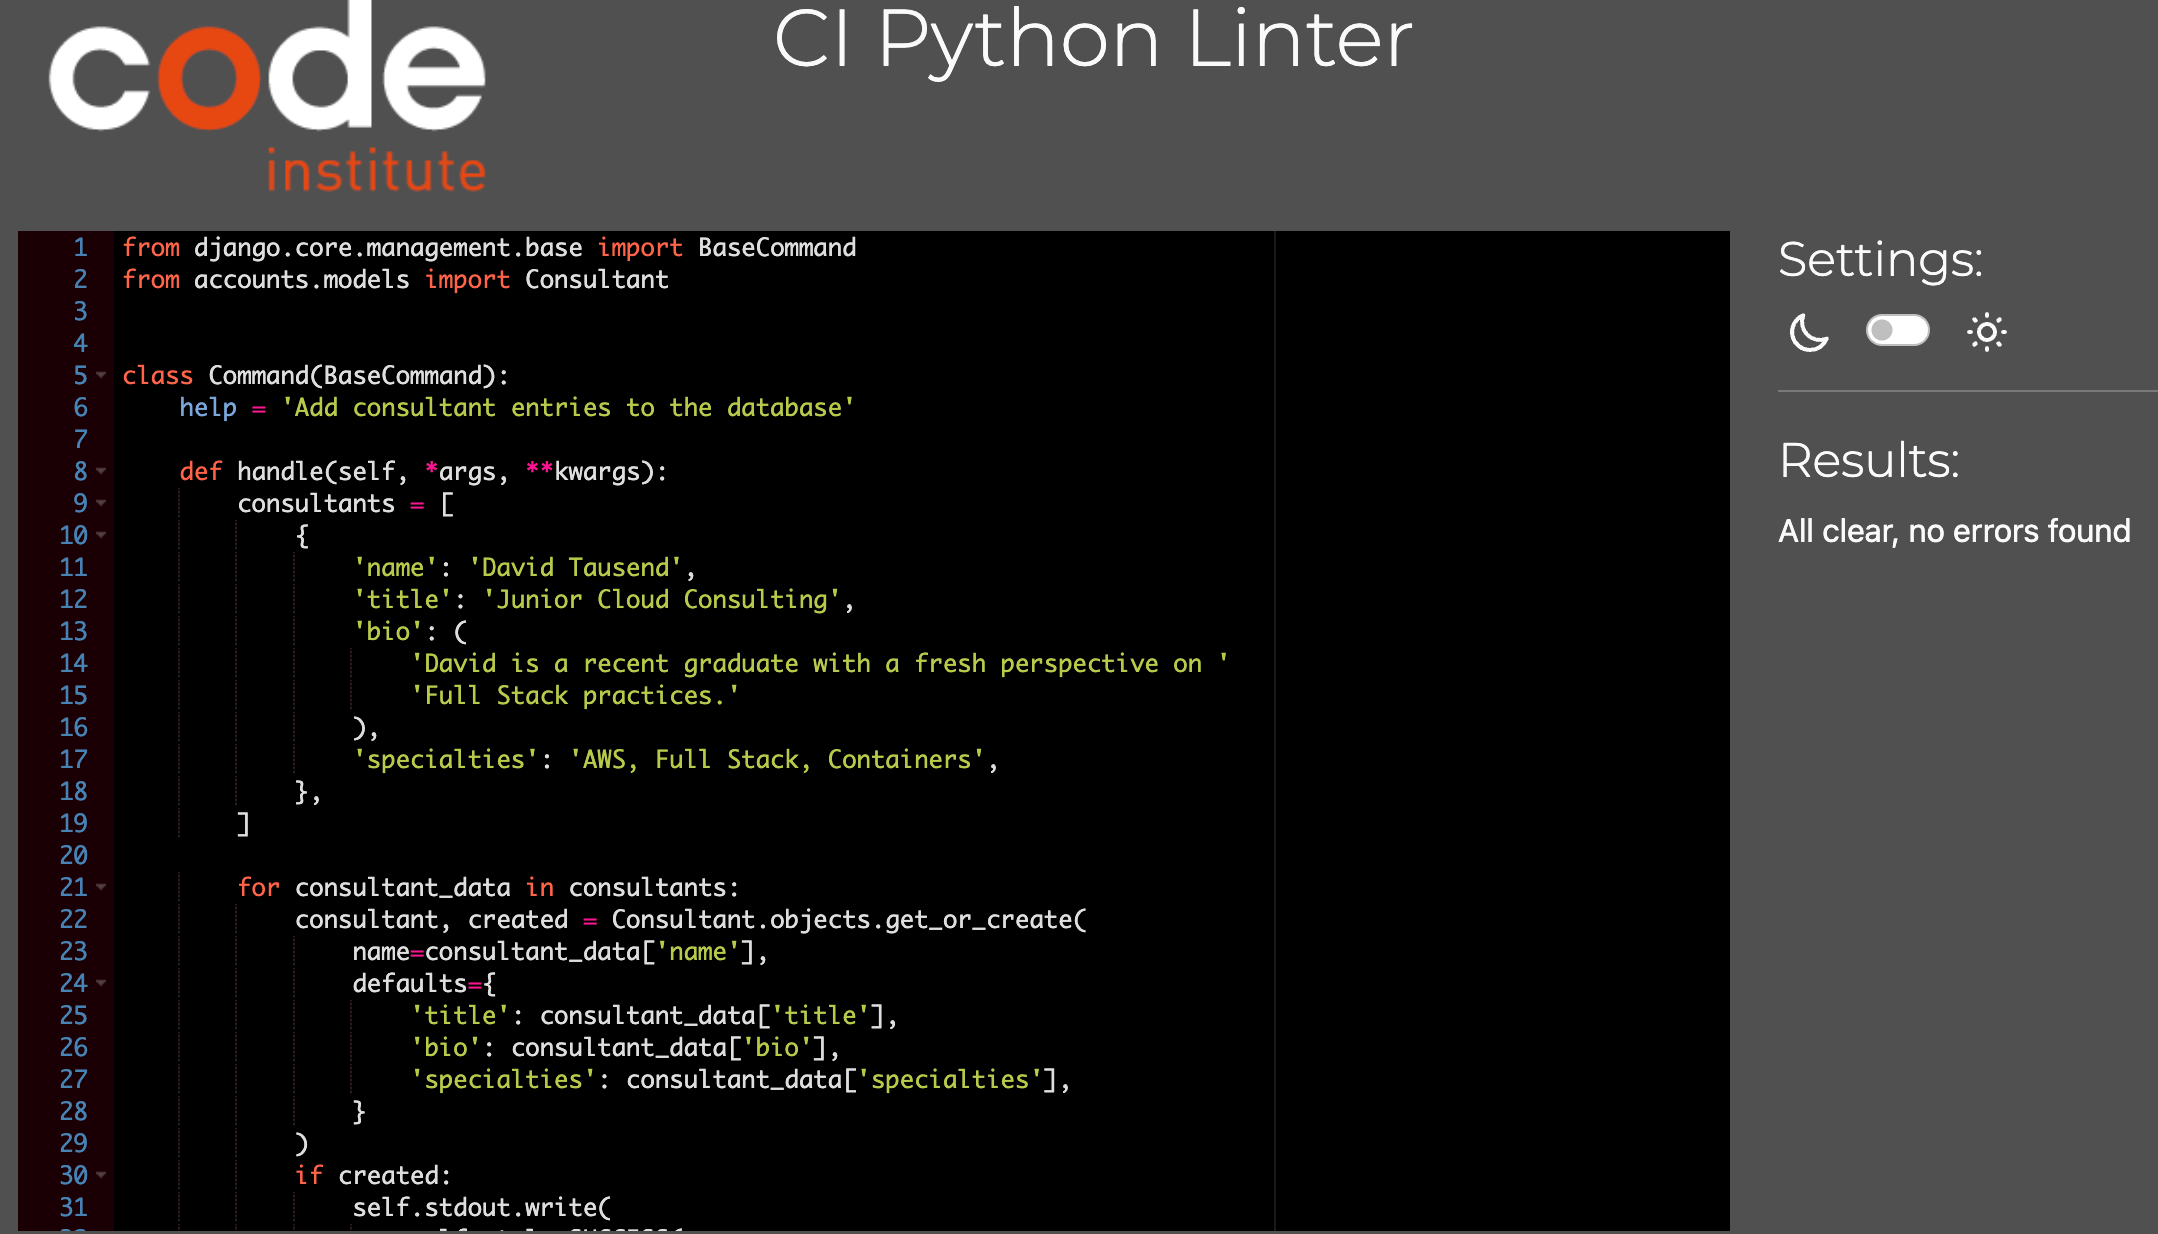 code
institute
CI Python Linter
1 from django.core.management.base import BaseCommand
2 from accounts.models import Consultant
3
4
5 class Command(BaseCommand):
6     help = 'Add consultant entries to the database'
7
8     def handle(self, *args, **kwargs):
9         consultants = [
10             {
11                 'name': 'David Tausend',
12                 'title': 'Junior Cloud Consulting',
13                 'bio': (
14                     'David is a recent graduate with a fresh perspective on '
15                     'Full Stack practices.'
16                 ),
17                 'specialties': 'AWS, Full Stack, Containers',
18             },
19         ]
20
21         for consultant_data in consultants:
22             consultant, created = Consultant.objects.get_or_create(
23                 name=consultant_data['name'],
24                 defaults={
25                     'title': consultant_data['title'],
26                     'bio': consultant_data['bio'],
27                     'specialties': consultant_data['specialties'],
28                 }
29             )
30             if created:
31                 self.stdout.write(
Settings:
Results:
All clear, no errors found